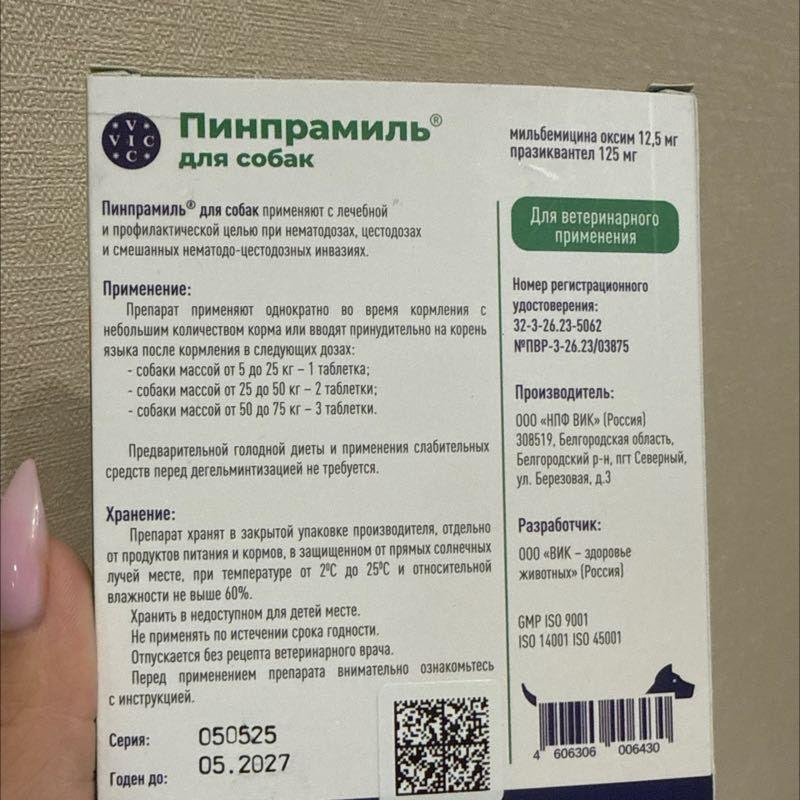 VIC
VIC
Пинпрамиль®
для собак
мильбемицина оксим 12,5 мг
празиквантел 125 мг
Пинпрамиль® для собак применяют с лечебной
и профилактической целью при нематодозах, цестодозах
и смешанных нематодо-цестодозных инвазиях.
Для ветеринарного
применения
Применение:
Препарат применяют однократно во время кормления с
небольшим количеством корма или вводят принудительно на корень
языка после кормления в следующих дозах:
- собаки массой от 5 до 25 кг – 1 таблетка;
- собаки массой от 25 до 50 кг – 2 таблетки;
- собаки массой от 50 до 75 кг – 3 таблетки.
Предварительной голодной диеты и применения слабительных
средств перед дегельминтизацией не требуется.
Хранение:
Препарат хранят в закрытой упаковке производителя, отдельно
от продуктов питания и кормов, в защищенном от прямых солнечных
лучей месте, при температуре от 2°С до 25°С и относительной
влажности не выше 60%.
Хранить в недоступном для детей месте.
Не применять по истечении срока годности.
Отпускается без рецепта ветеринарного врача.
Перед применением препарата внимательно ознакомьтесь
с инструкцией.
Серия: 050525
Годен до: 05.2027
Номер регистрационного
удостоверения:
32-3-26.23-5062
№ПВР-3-26.23/03875
Производитель:
ООО «НПФ ВИК» (Россия)
308519, Белгородская область,
Белгородский р-н, пгт Северный,
ул. Березовая, д.3
Разработчик:
ООО «ВИК – здоровье
животных» (Россия)
GMP ISO 9001
ISO 14001 ISO 45001
4 606306 006430